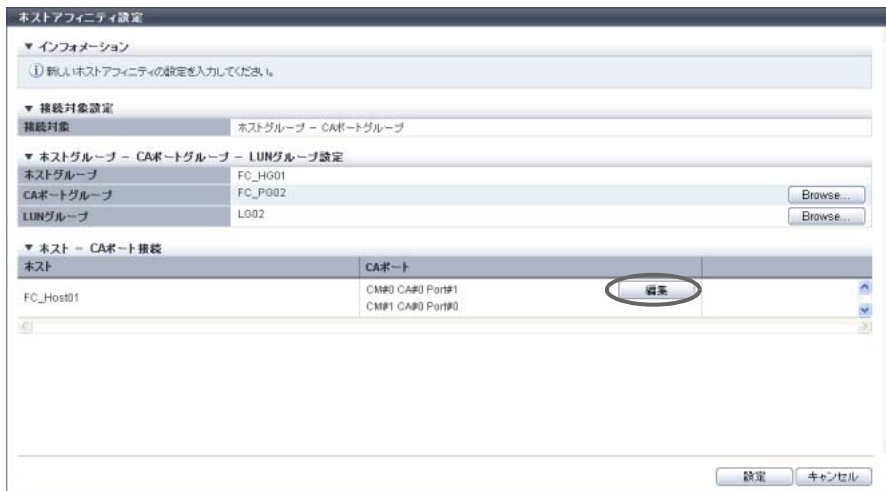 ホストアフィニティ設定
▼ インフォメーション
新しいホストアフィニティの設定を入力してください。
▼ 接続対象設定
接続対象 ホストグループ － CAポートグループ
▼ ホストグループ － CAポートグループ － LUNグループ設定
ホストグループ FC_HG01
CAポートグループ FC_PG02 Browse...
LUNグループ LG02 Browse...
▼ ホスト － CAポート接続
ホスト CAポート
FC_Host01 CM#0 CA#0 Port#1 編集
CM#1 CA#0 Port#0
設定 キャンセル